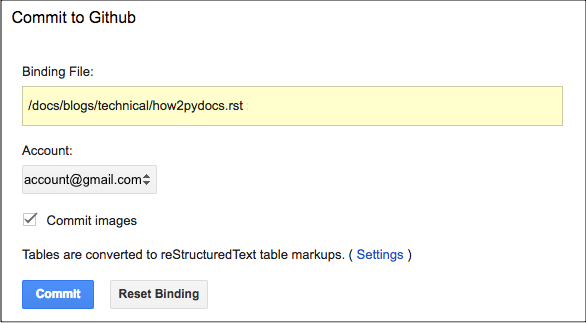 Commit to Github
Binding File:
/docs/blogs/technical/how2pydocs.rst
Account:
account@gmail.com
Commit images
Tables are converted to reStructuredText table markups. ( Settings )
Commit Reset Binding